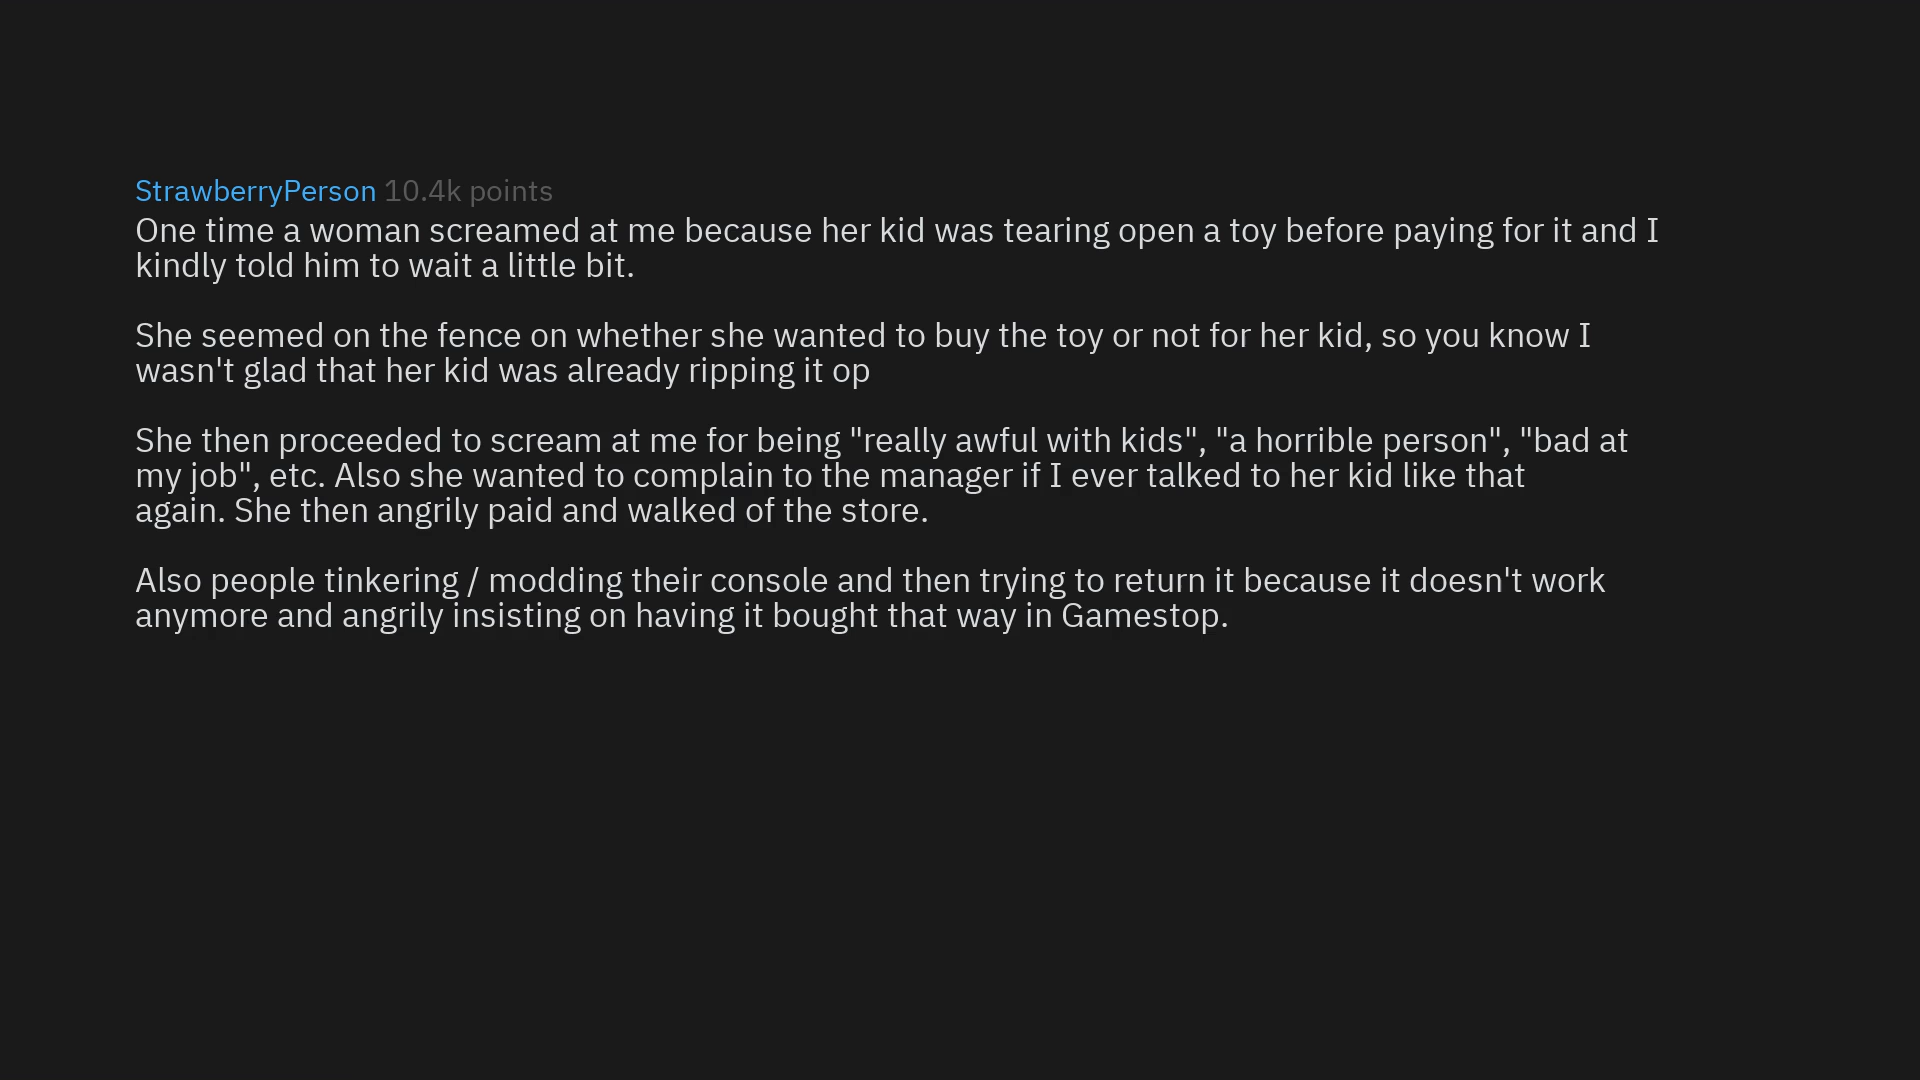 StrawberryPerson 10.4k points
One time a woman screamed at me because her kid was tearing open a toy before paying for it and I
kindly told him to wait a little bit.
She seemed on the fence on whether she wanted to buy the toy or not for her kid, so you know I
wasn't glad that her kid was already ripping it op
She then proceeded to scream at me for being "really awful with kids", "a horrible person", "bad at
my job", etc. Also she wanted to complain to the manager if I ever talked to her kid like that
again. She then angrily paid and walked of the store.
Also people tinkering / modding their console and then trying to return it because it doesn't work
anymore and angrily insisting on having it bought that way in Gamestop.